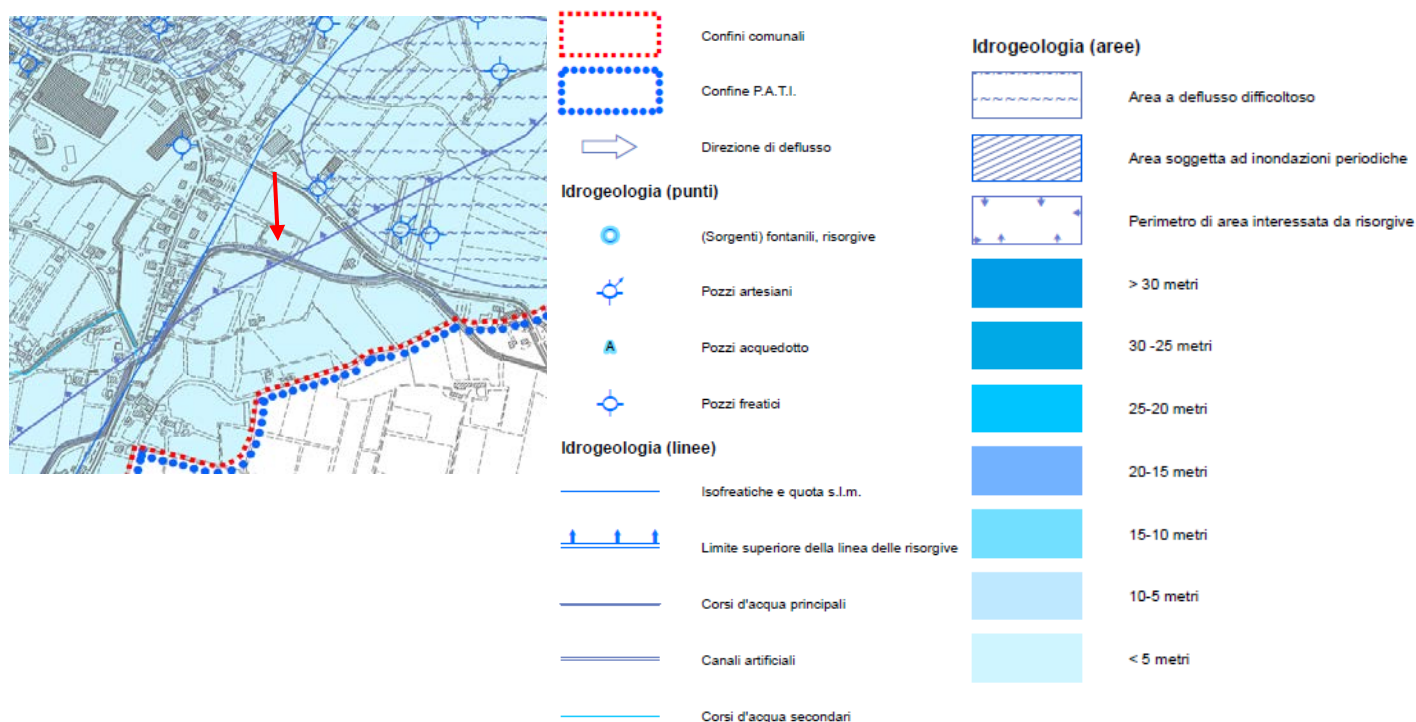 Confini comunali
Confine P.A.T.I.
Direzione di deflusso
Idrogeologia (punti)
(Sorgenti) fontanili, risorgive
Pozzi artesiani
A
Pozzi acquedotto
Pozzi freatici
Idrogeologia (linee)
Isofreatiche e quota s.l.m.
Limite superiore della linea delle risorgive
Corsi d'acqua principali
Canali artificiali
Corsi d'acqua secondari
Idrogeologia (aree)
Area a deflusso difficoltoso
Area soggetta ad inondazioni periodiche
Perimetro di area interessata da risorgive
> 30 metri
30 -25 metri
25-20 metri
20-15 metri
15-10 metri
10-5 metri
< 5 metri